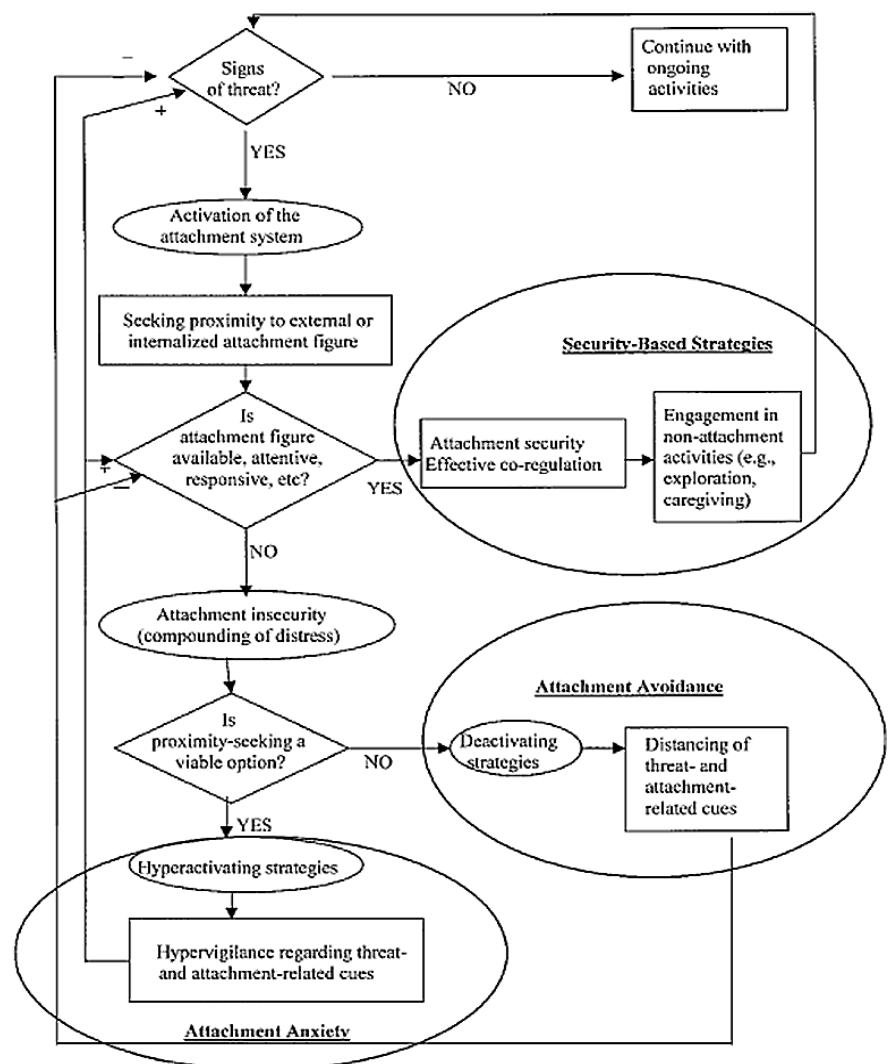 Signs
of threat?
–
+
NO
Continue with
ongoing
activities
YES
Activation of the
attachment system
Seeking proximity to external or
internalized attachment figure
Is
attachment figure
available, attentive,
responsive, etc?
+
–
YES
Security-Based Strategies
Attachment security
Effective co-regulation
Engagement in
non-attachment
activities (e.g.,
exploration,
caregiving)
NO
Attachment insecurity
(compounding of distress)
Is
proximity-seeking a
viable option?
NO
Attachment Avoidance
Deactivating
strategies
Distancing of
threat- and
attachment-
related cues
YES
Hyperactivating strategies
Hypervigilance regarding threat-
and attachment-related cues
Attachment Anxiety